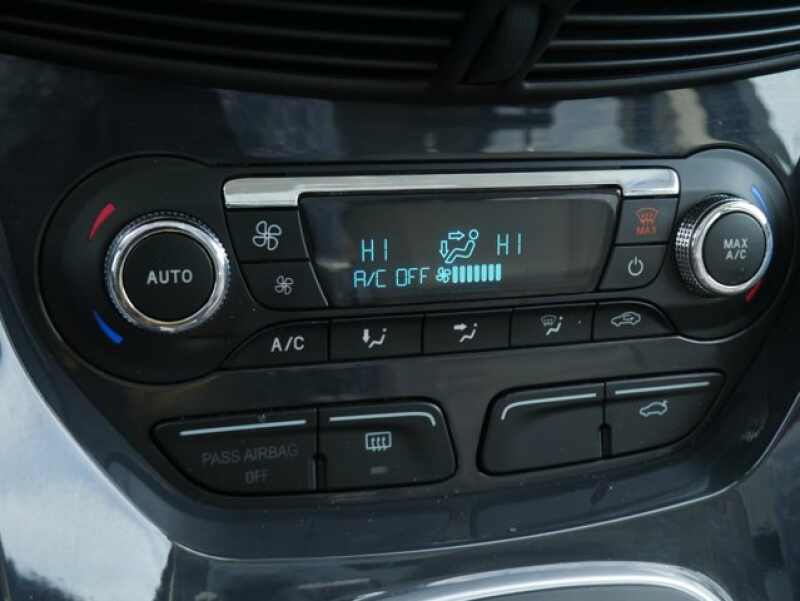 HI HI
A/C OFF
MAX
AUTO
MAX
A/C
A/C
PASS AIRBAG
OFF